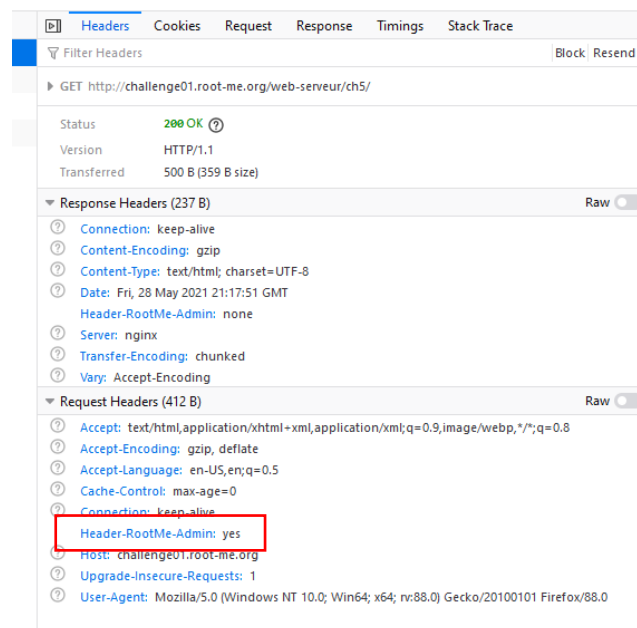 Headers Cookies Request Response Timings Stack Trace
Filter Headers Block Resend
GET http://challenge01.root-me.org/web-serveur/ch5/
Status 200 OK
Version HTTP/1.1
Transferred 500 B (359 B size)
Response Headers (237 B) Raw
Connection: keep-alive
Content-Encoding: gzip
Content-Type: text/html; charset=UTF-8
Date: Fri, 28 May 2021 21:17:51 GMT
Header-RootMe-Admin: none
Server: nginx
Transfer-Encoding: chunked
Vary: Accept-Encoding
Request Headers (412 B) Raw
Accept: text/html,application/xhtml+xml,application/xml;q=0.9,image/webp,*/*;q=0.8
Accept-Encoding: gzip, deflate
Accept-Language: en-US,en;q=0.5
Cache-Control: max-age=0
Connection: keep-alive
Header-RootMe-Admin: yes
Host: challenge01.root-me.org
Upgrade-Insecure-Requests: 1
User-Agent: Mozilla/5.0 (Windows NT 10.0; Win64; x64; rv:88.0) Gecko/20100101 Firefox/88.0